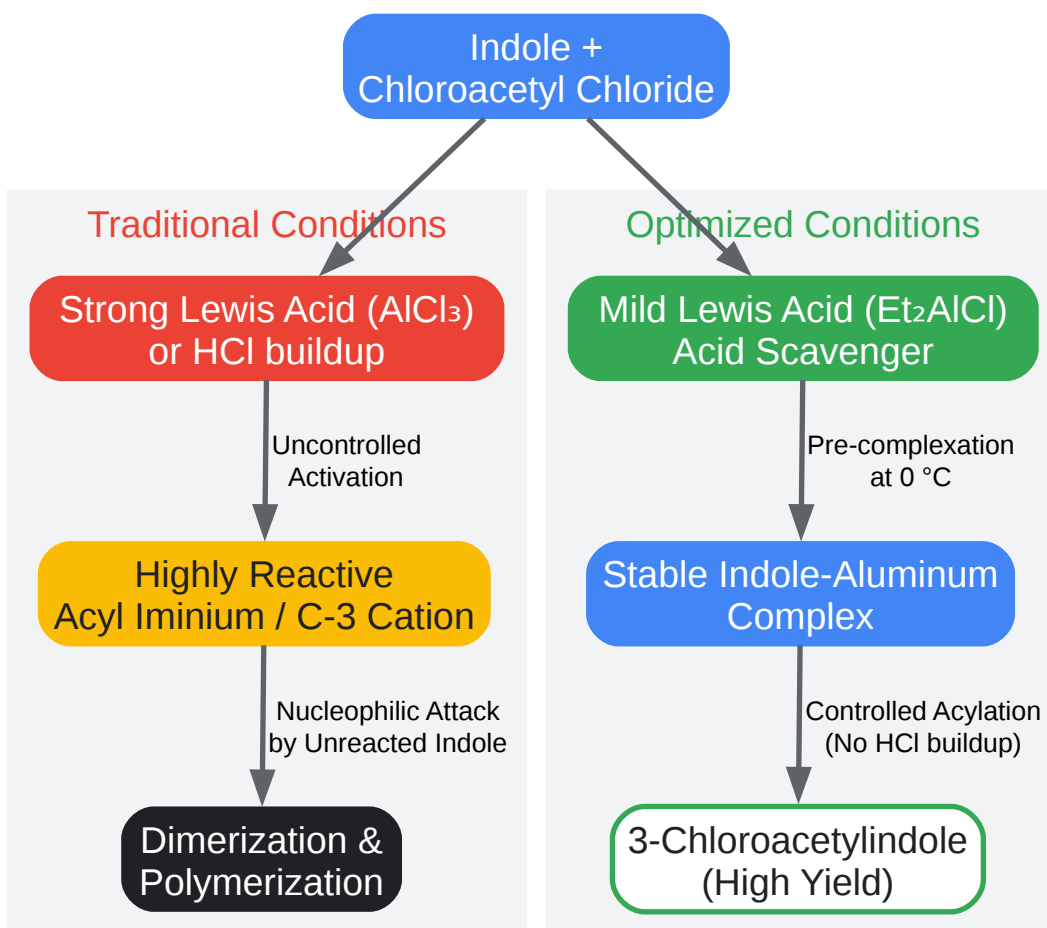 Indole +
Chloroacetyl Chloride
Traditional Conditions
Strong Lewis Acid (AlCl₃)
or HCl buildup
Uncontrolled
Activation
Highly Reactive
Acyl Iminium / C-3 Cation
Nucleophilic Attack
by Unreacted Indole
Dimerization &
Polymerization
Optimized Conditions
Mild Lewis Acid (Et₂AlCl)
Acid Scavenger
Pre-complexation
at 0 °C
Stable Indole-Aluminum
Complex
Controlled Acylation
(No HCl buildup)
3-Chloroacetylindole
(High Yield)